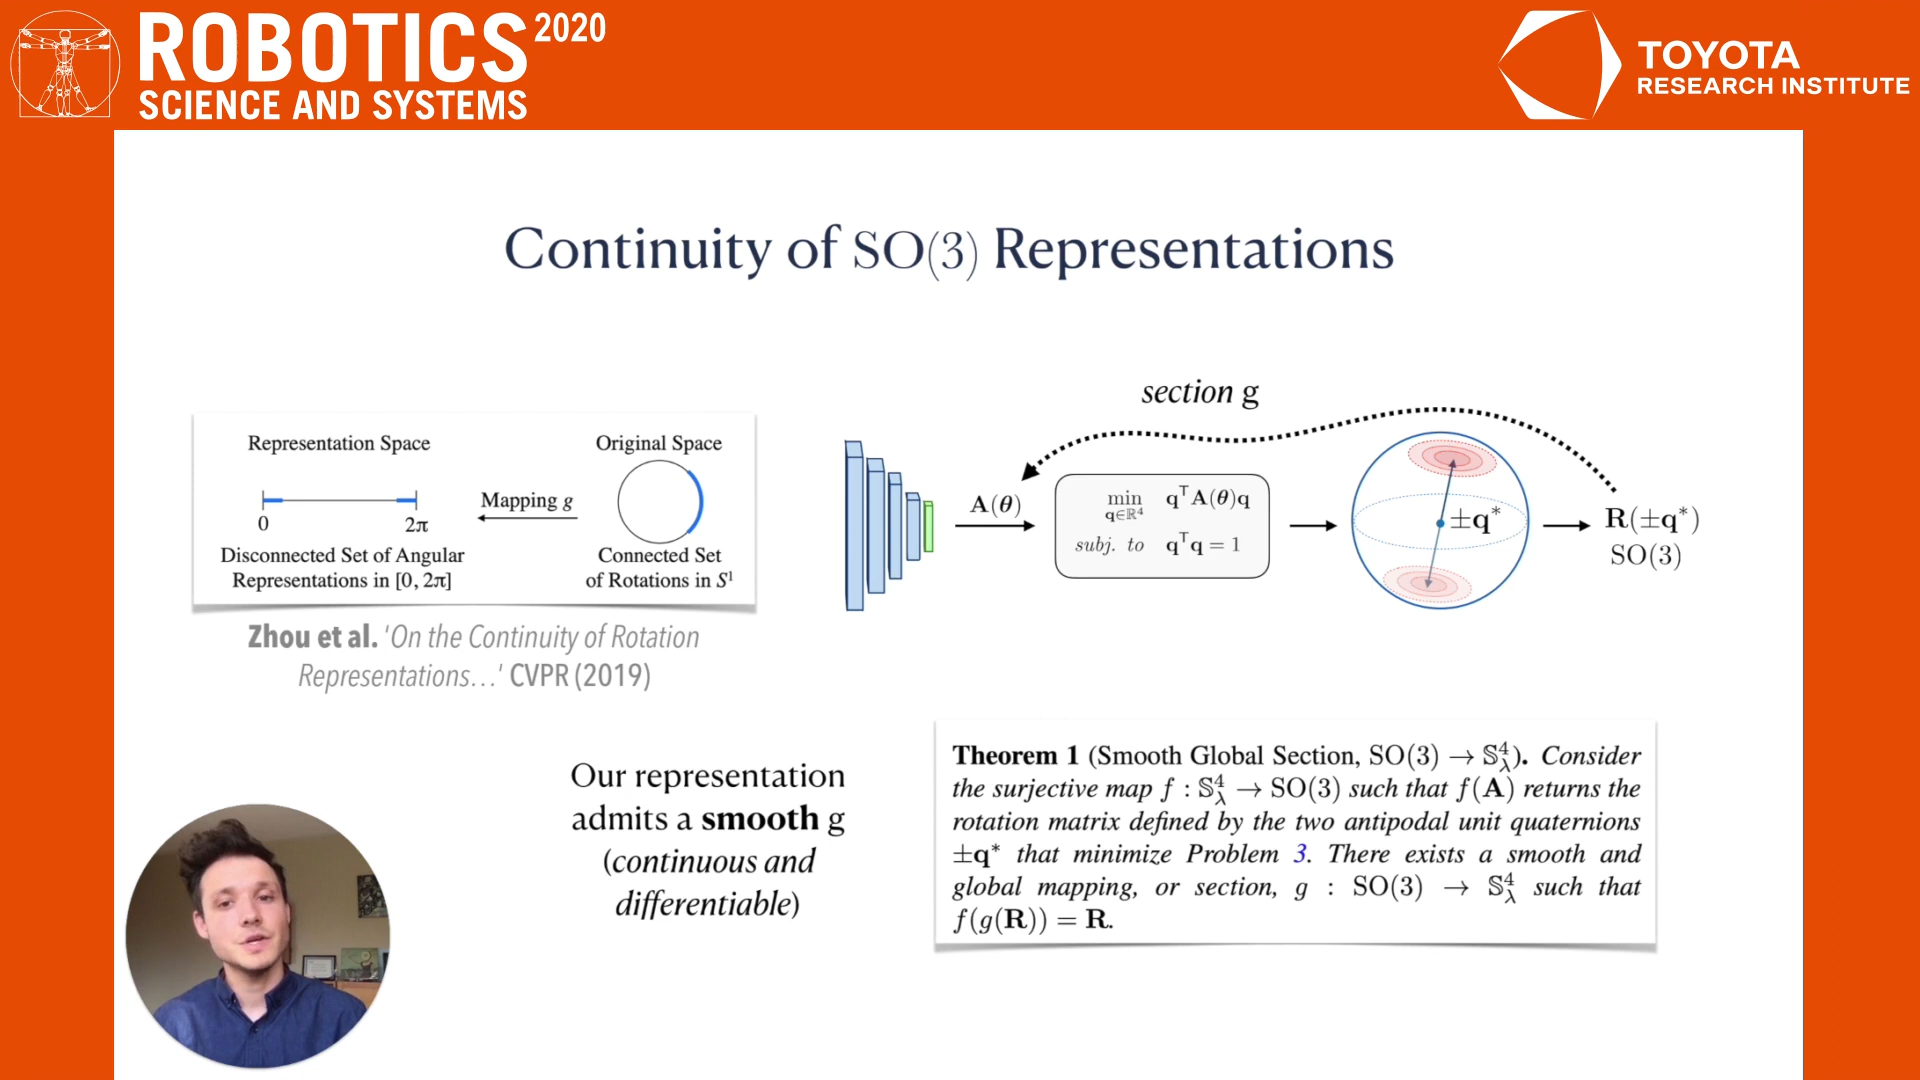 ROBOTICS 2020
SCIENCE AND SYSTEMS
TOYOTA
RESEARCH INSTITUTE
Continuity of SO(3) Representations
Representation Space
Original Space
0
2π
Mapping g
Disconnected Set of Angular
Representations in [0, 2π]
Connected Set
of Rotations in S¹
Zhou et al. 'On the Continuity of Rotation
Representations...' CVPR (2019)
section g
A(θ)
min q∈ℝ⁴ qᵀA(θ)q
subj. to qᵀq = 1
±q*
R(±q*)
SO(3)
Our representation
admits a smooth g
(continuous and
differentiable)
Theorem 1 (Smooth Global Section, SO(3) → 𝕊⁴_λ). Consider
the surjective map f : 𝕊⁴_λ → SO(3) such that f(A) returns the
rotation matrix defined by the two antipodal unit quaternions
±q* that minimize Problem 3. There exists a smooth and
global mapping, or section, g : SO(3) → 𝕊⁴_λ such that
f(g(R)) = R.